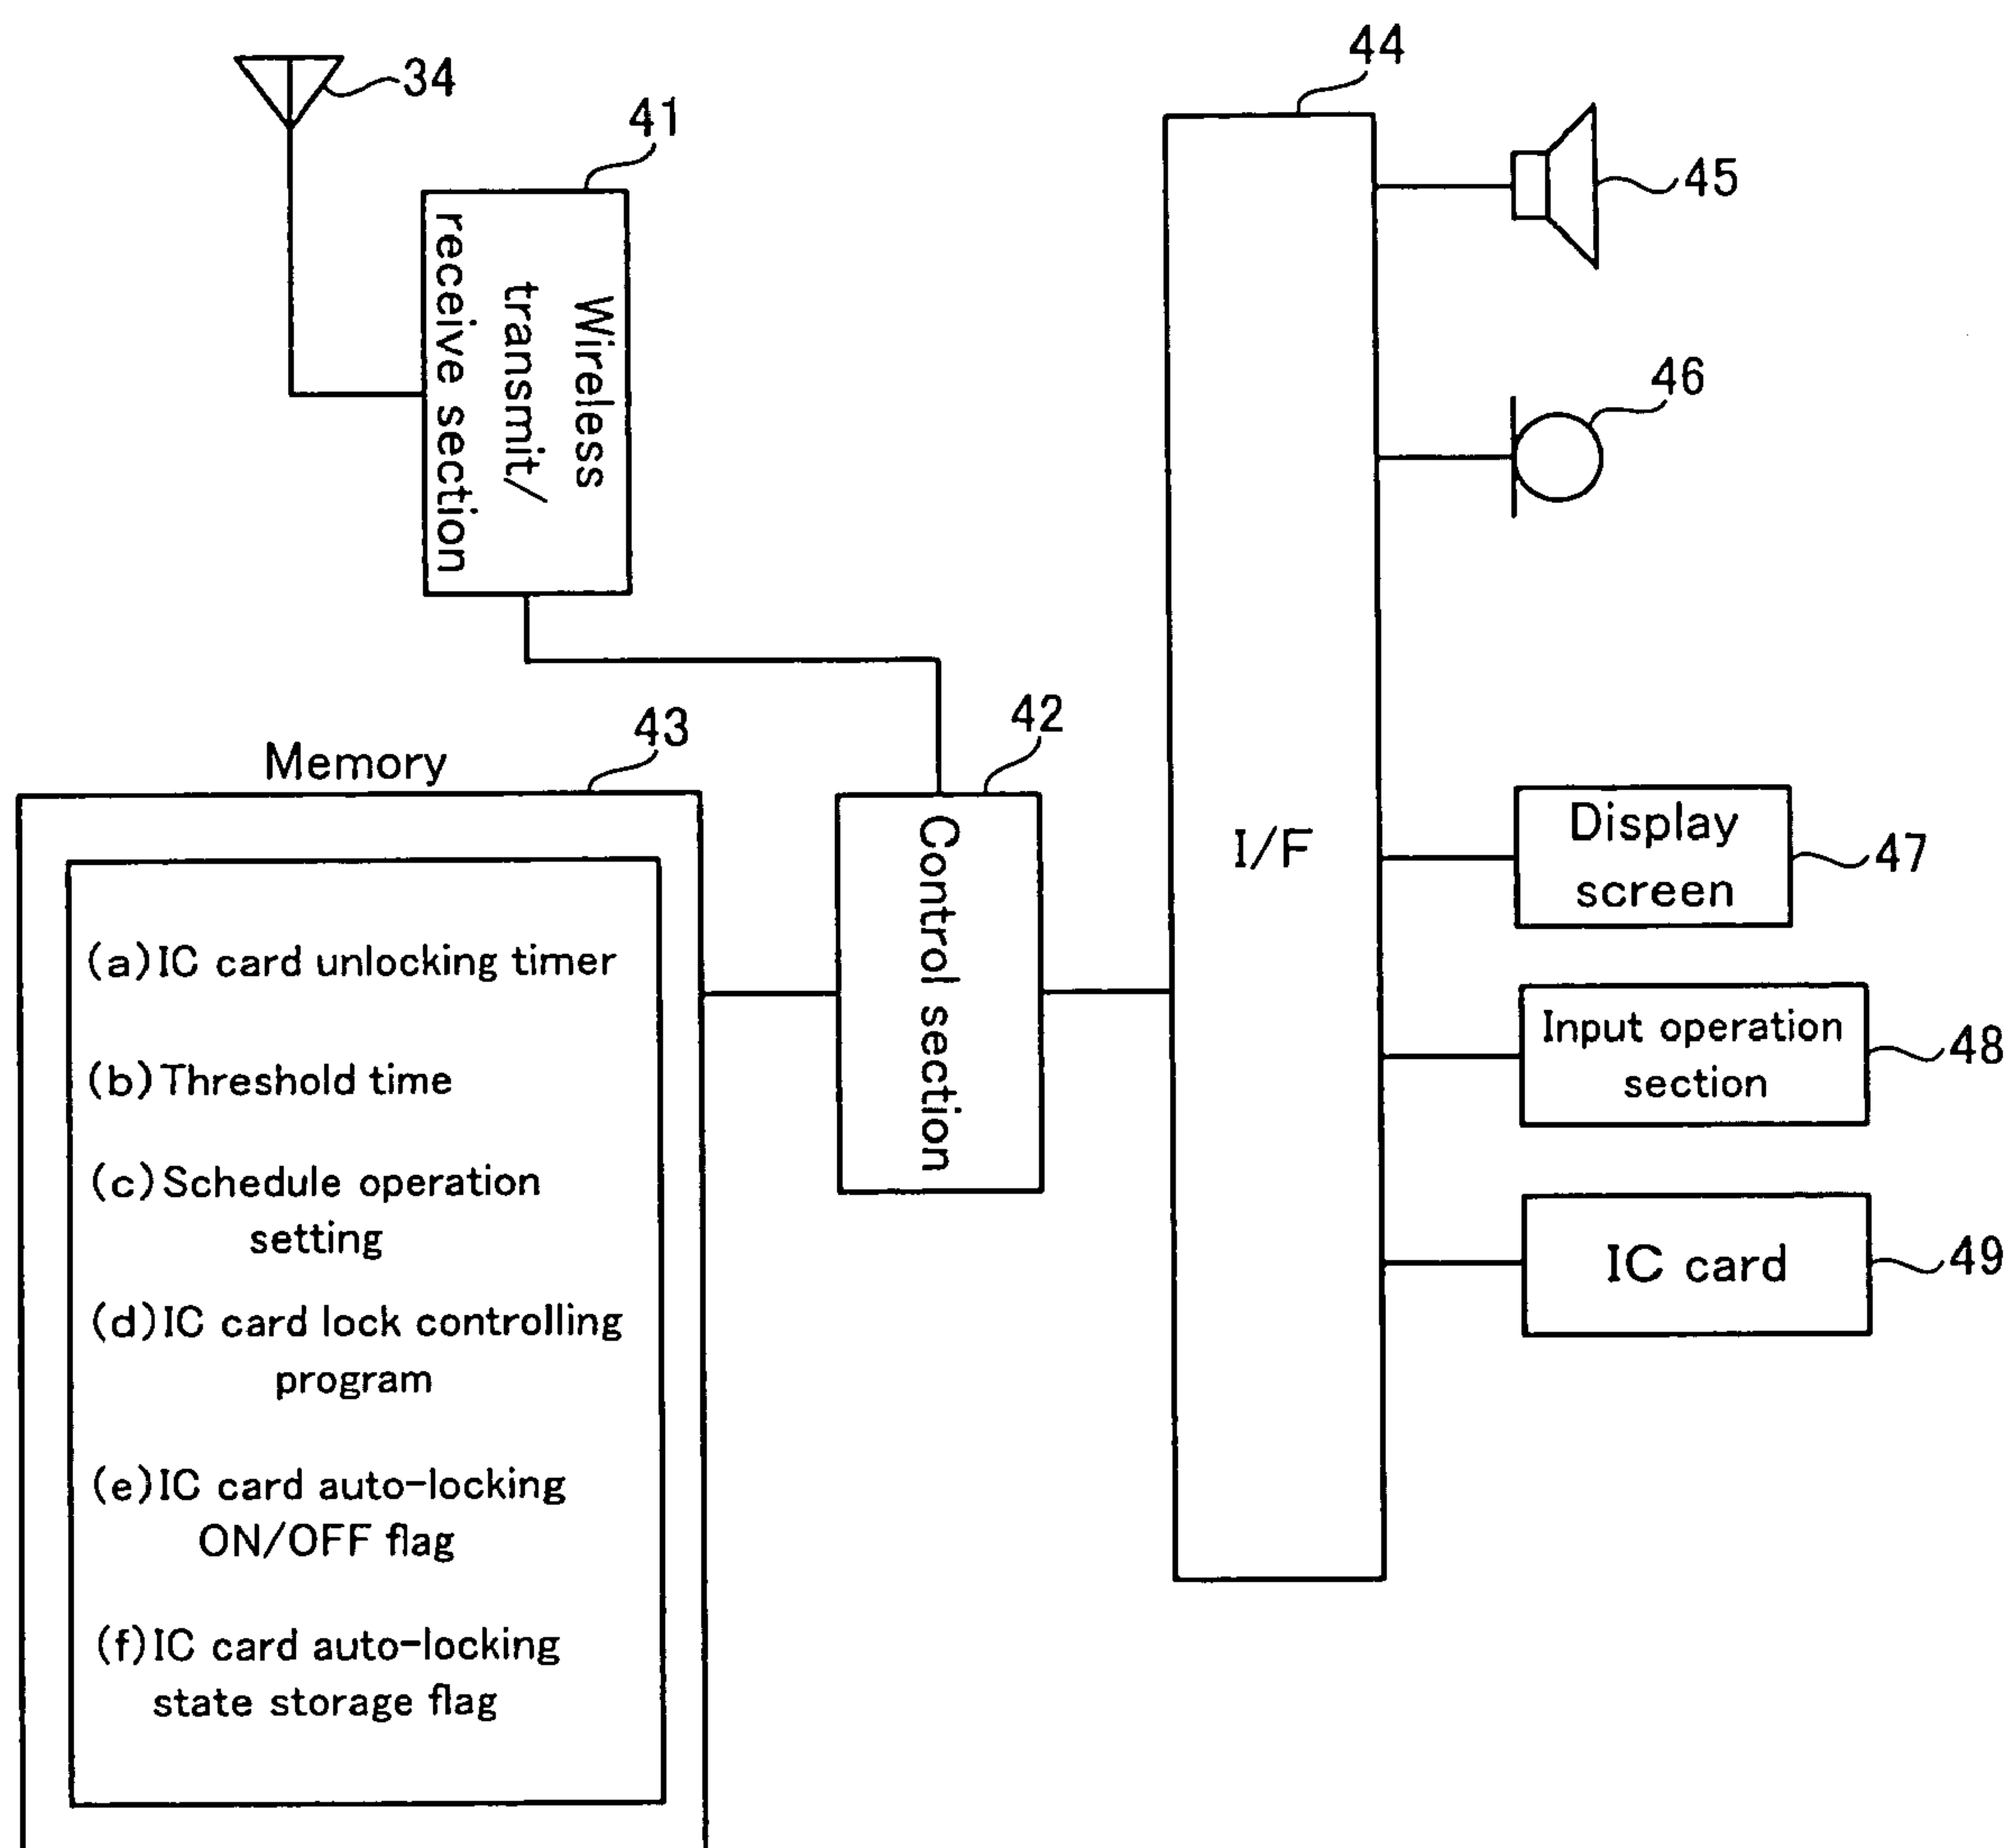 34
41
Wireless
transmit/
receive section
44
45
46
Memory
43
42
Control section
I/F
Display
screen
47
Input operation
section
48
IC card
49
(a)IC card unlocking timer
(b)Threshold time
(c)Schedule operation
setting
(d)IC card lock controlling
program
(e)IC card auto-locking
ON/OFF flag
(f)IC card auto-locking
state storage flag